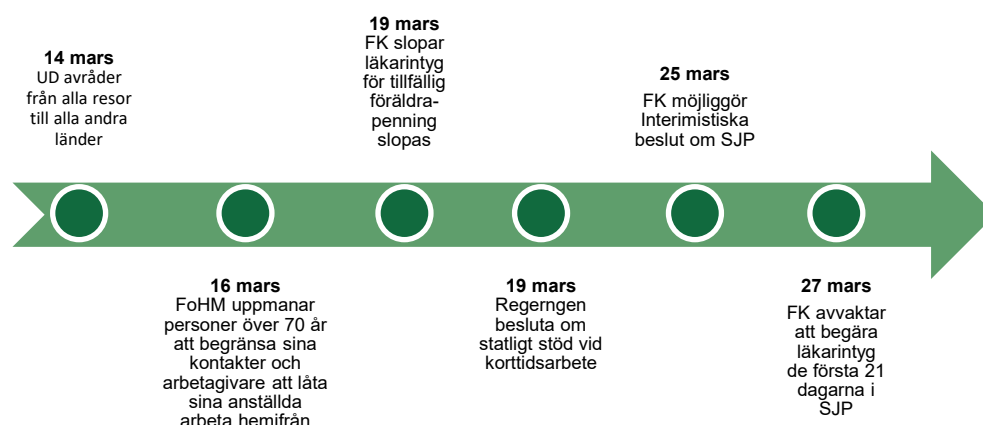 14 mars
UD avråder
från alla resor
till alla andra
länder
16 mars
FoHM uppmanar
personer över 70 år
att begränsa sina
kontakter och
arbetagivare att låta
sina anställda
arbeta hemifrån
19 mars
FK slopar
läkarintyg
för tillfällig
föräldra-
penning
slopas
19 mars
Regerngen
besluta om
statligt stöd vid
korttidsarbete
25 mars
FK möjliggör
Interimistiska
beslut om SJP
27 mars
FK avvaktar
att begära
läkarintyg
de första 21
dagarna i
SJP